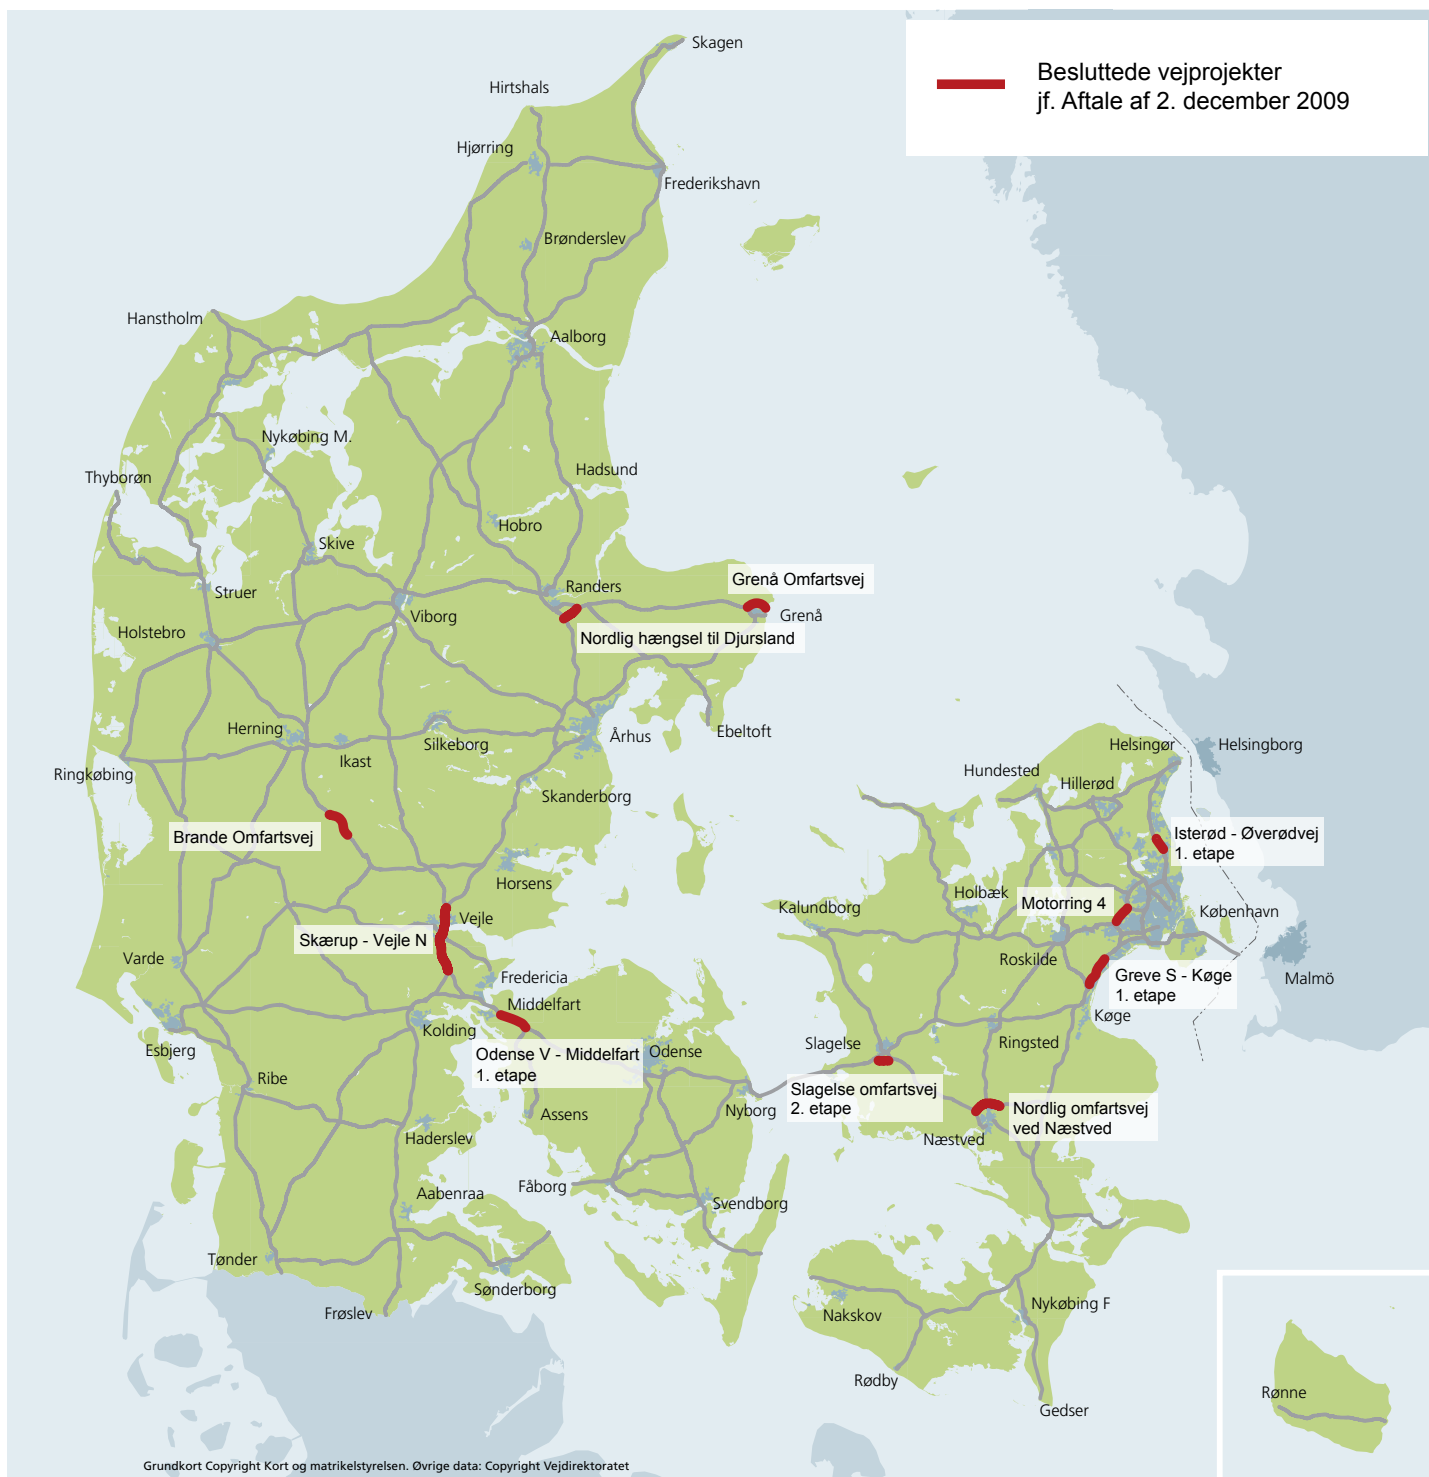 Besluttede vejprojekter
jf. Aftale af 2. december 2009
Skagen
Hirtshals
Hjørring
Frederikshavn
Brønderslev
Hanstholm
Aalborg
Nykøbing M.
Thyborøn
Hadsund
Hobro
Skive
Struer
Randers
Grenå Omfartsvej
Viborg
Grenå
Holstebro
Nordlig hængsel til Djursland
Herning
Silkeborg
Århus
Ebeltoft
Ikast
Ringkøbing
Skanderborg
Brande Omfartsvej
Horsens
Vejle
Skærup - Vejle N
Varde
Fredericia
Middelfart
Kolding
Esbjerg
Odense V - Middelfart
1. etape
Odense
Ribe
Assens
Nyborg
Haderslev
Aabenraa
Fåborg
Svendborg
Tønder
Sønderborg
Frøslev
Helsingør
Helsingborg
Hundested
Hillerød
Isterød - Øverødvej
1. etape
Holbæk
Motorring 4
Kalundborg
København
Roskilde
Greve S - Køge
1. etape
Malmö
Køge
Slagelse
Ringsted
Slagelse omfartsvej
2. etape
Nordlig omfartsvej
ved Næstved
Næstved
Nakskov
Nykøbing F
Rødby
Gedser
Rønne
Grundkort Copyright Kort og matrikelstyrelsen. Øvrige data: Copyright Vejdirektoratet